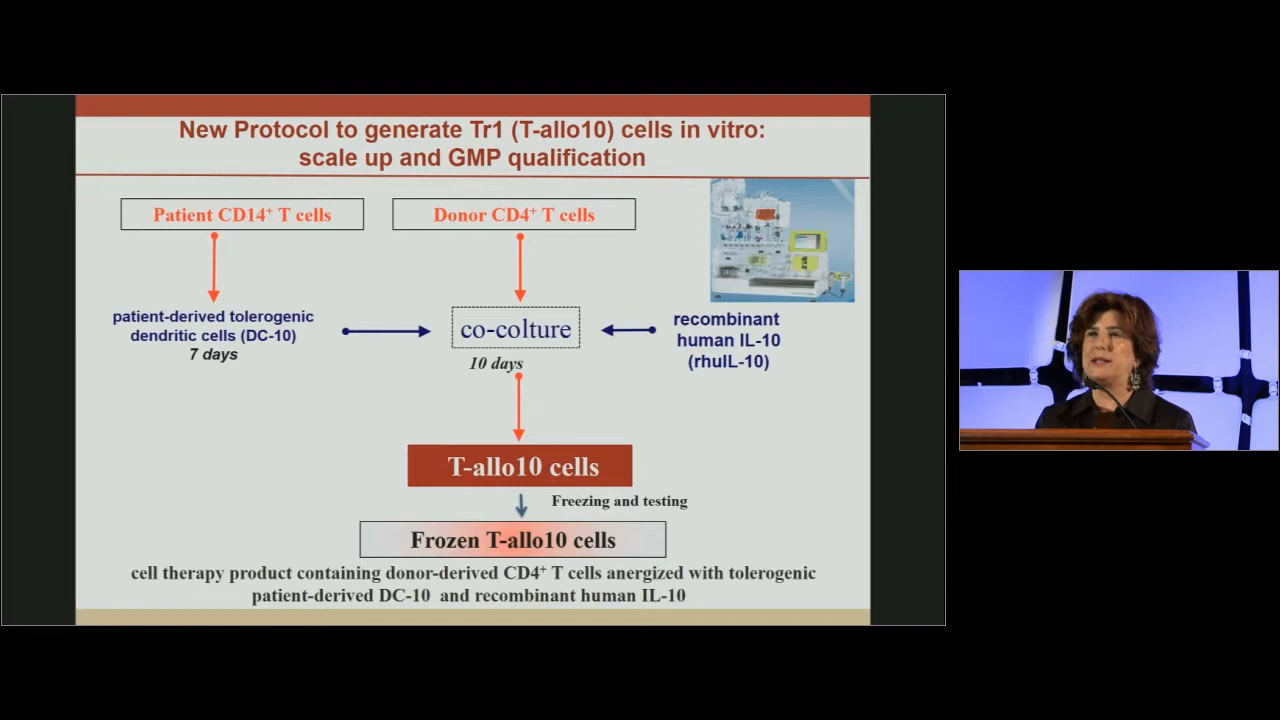 New Protocol to generate Tr1 (T-allo10) cells in vitro:
scale up and GMP qualification
Patient CD14⁺ T cells
Donor CD4⁺ T cells
patient-derived tolerogenic
dendritic cells (DC-10)
7 days
co-colture
10 days
recombinant
human IL-10
(rhuIL-10)
T-allo10 cells
Freezing and testing
Frozen T-allo10 cells
cell therapy product containing donor-derived CD4⁺ T cells anergized with tolerogenic
patient-derived DC-10 and recombinant human IL-10